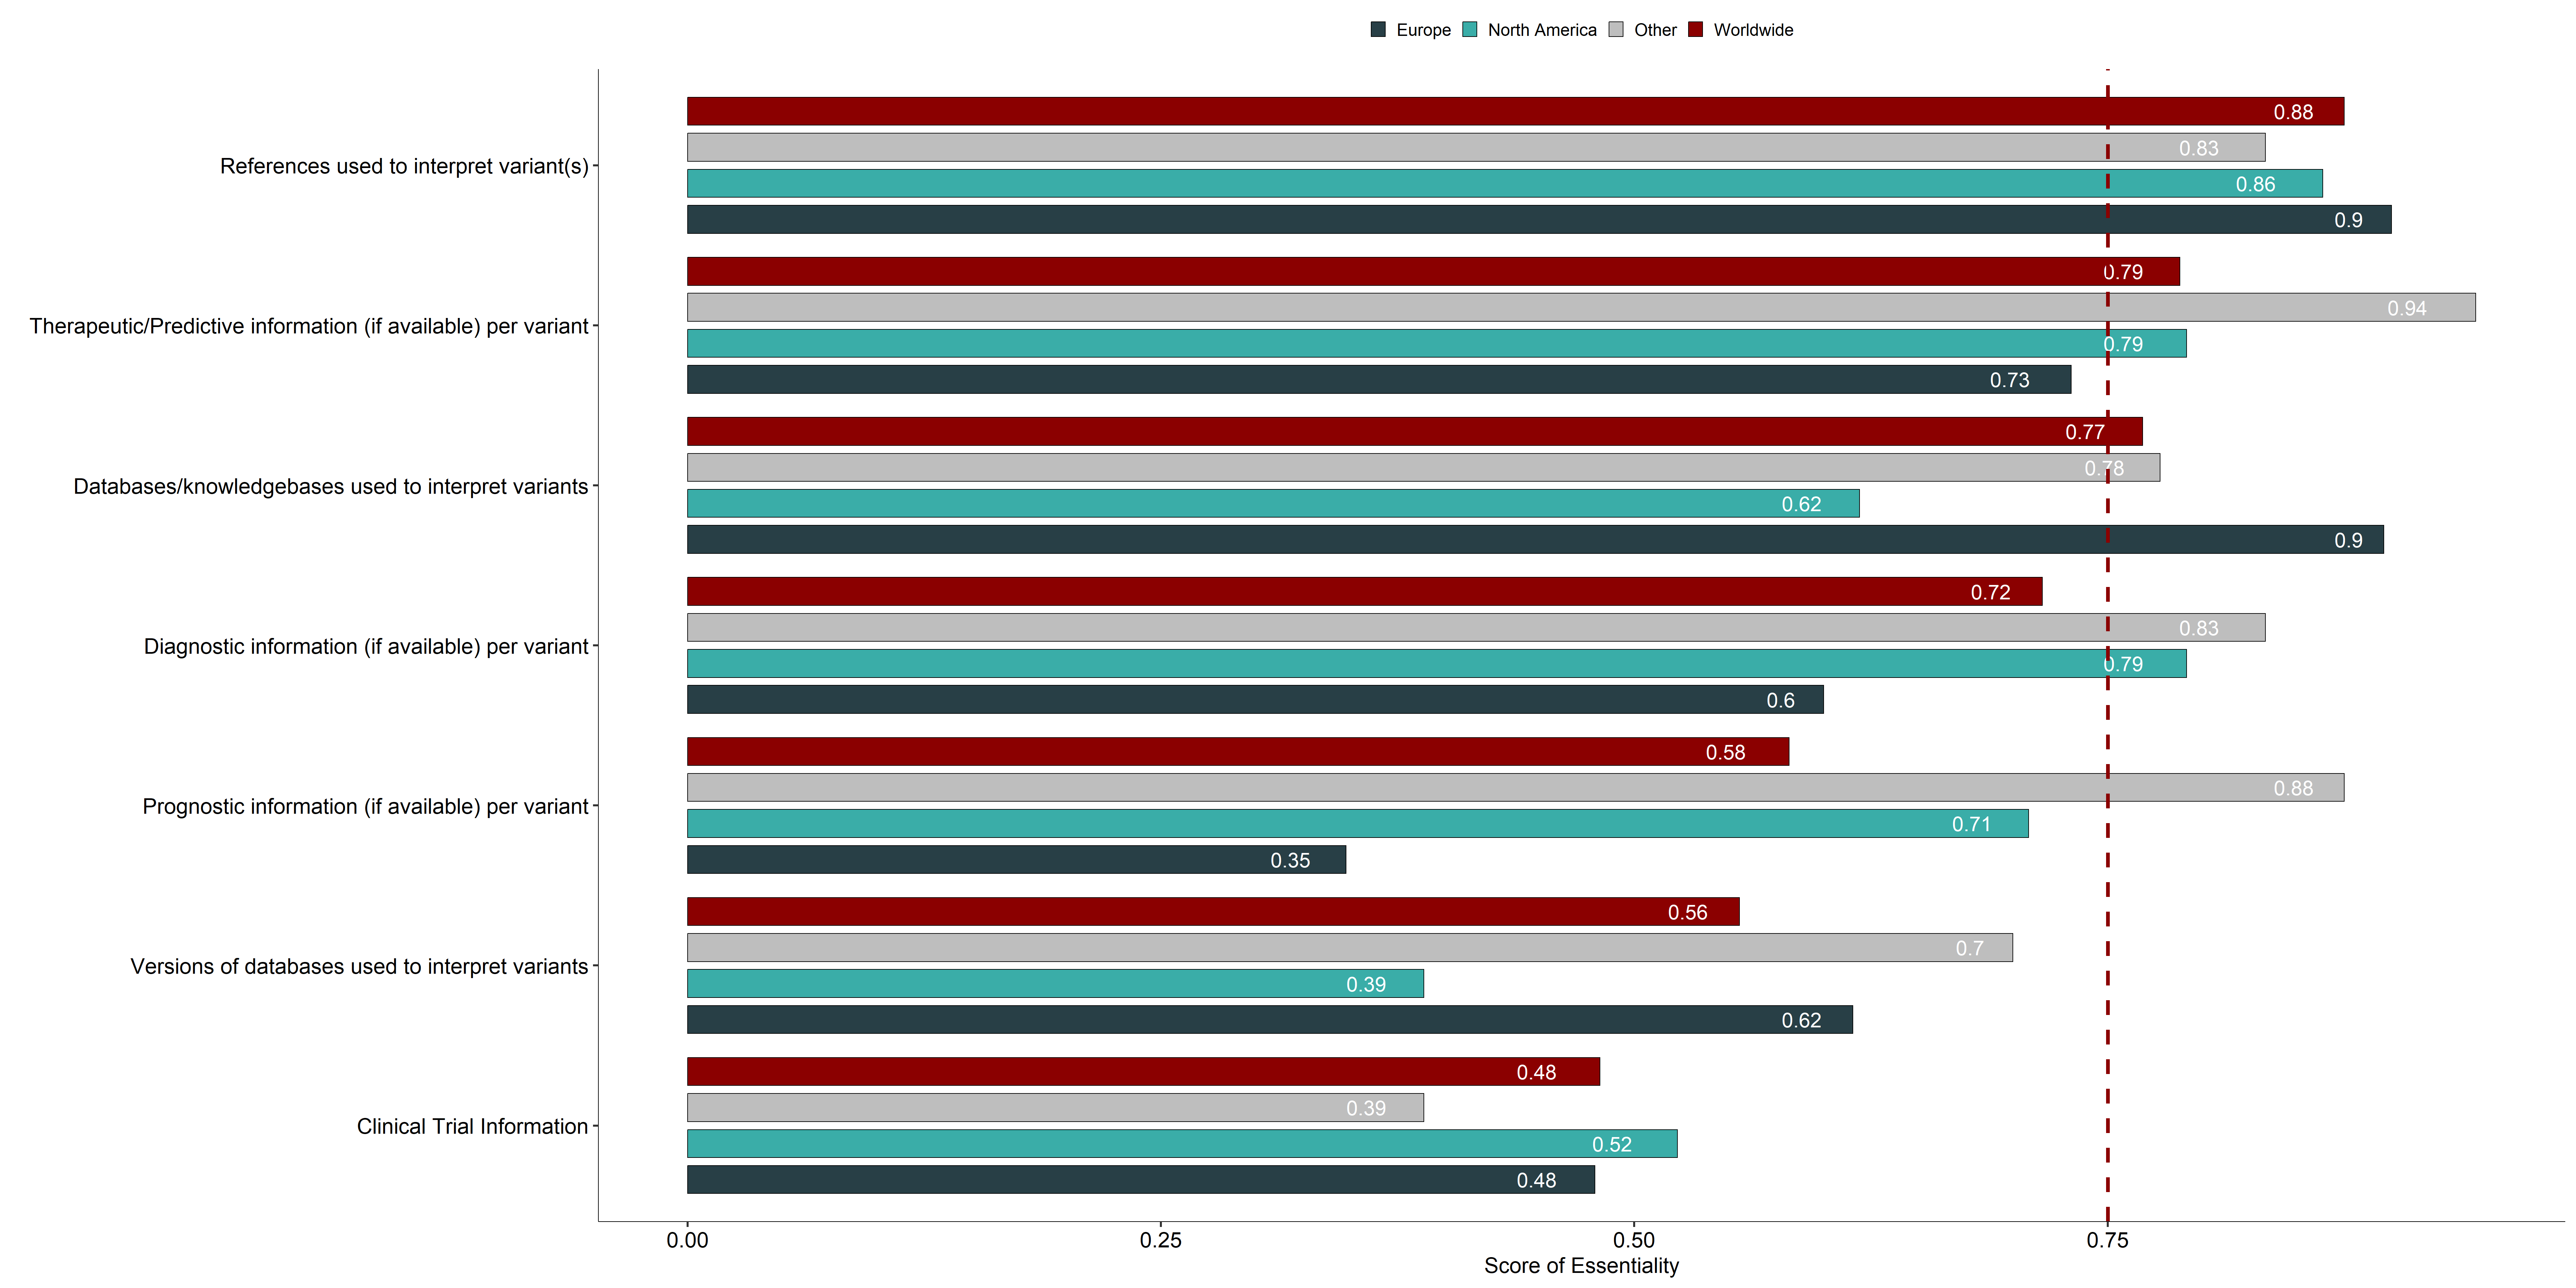 Europe North America Other Worldwide
References used to interpret variant(s)
0.88
0.83
0.86
0.9
Therapeutic/Predictive information (if available) per variant
0.79
0.94
0.79
0.73
Databases/knowledgebases used to interpret variants
0.77
0.78
0.62
0.9
Diagnostic information (if available) per variant
0.72
0.83
0.79
0.6
Prognostic information (if available) per variant
0.58
0.88
0.71
0.35
Versions of databases used to interpret variants
0.56
0.7
0.39
0.62
Clinical Trial Information
0.48
0.39
0.52
0.48
0.00 0.25 0.50 0.75
Score of Essentiality